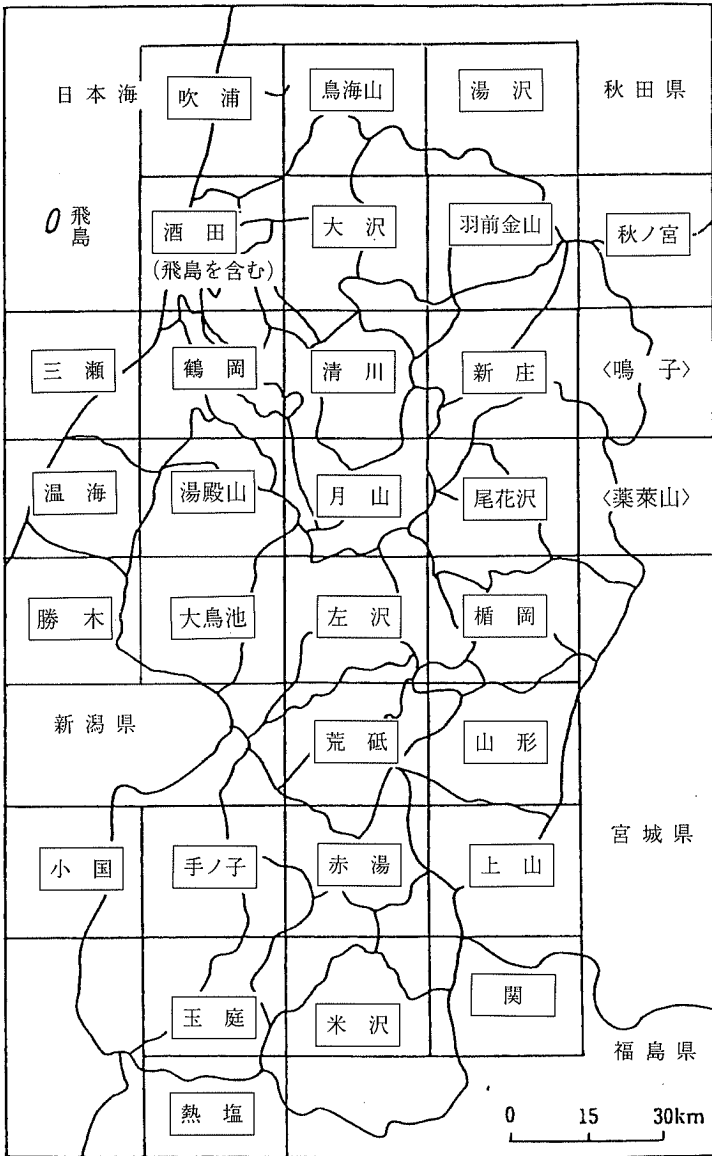 日本海
吹浦
鳥海山
湯沢
秋田県
飛島
酒田
(飛島を含む)
大沢
羽前金山
秋ノ宮
三瀬
鶴岡
清川
新庄
〈鳴子〉
温海
湯殿山
月山
尾花沢
〈薬萊山〉
勝木
大鳥池
左沢
楯岡
新潟県
荒砥
山形
宮城県
小国
手ノ子
赤湯
上山
玉庭
米沢
関
福島県
熱塩
0 15 30km